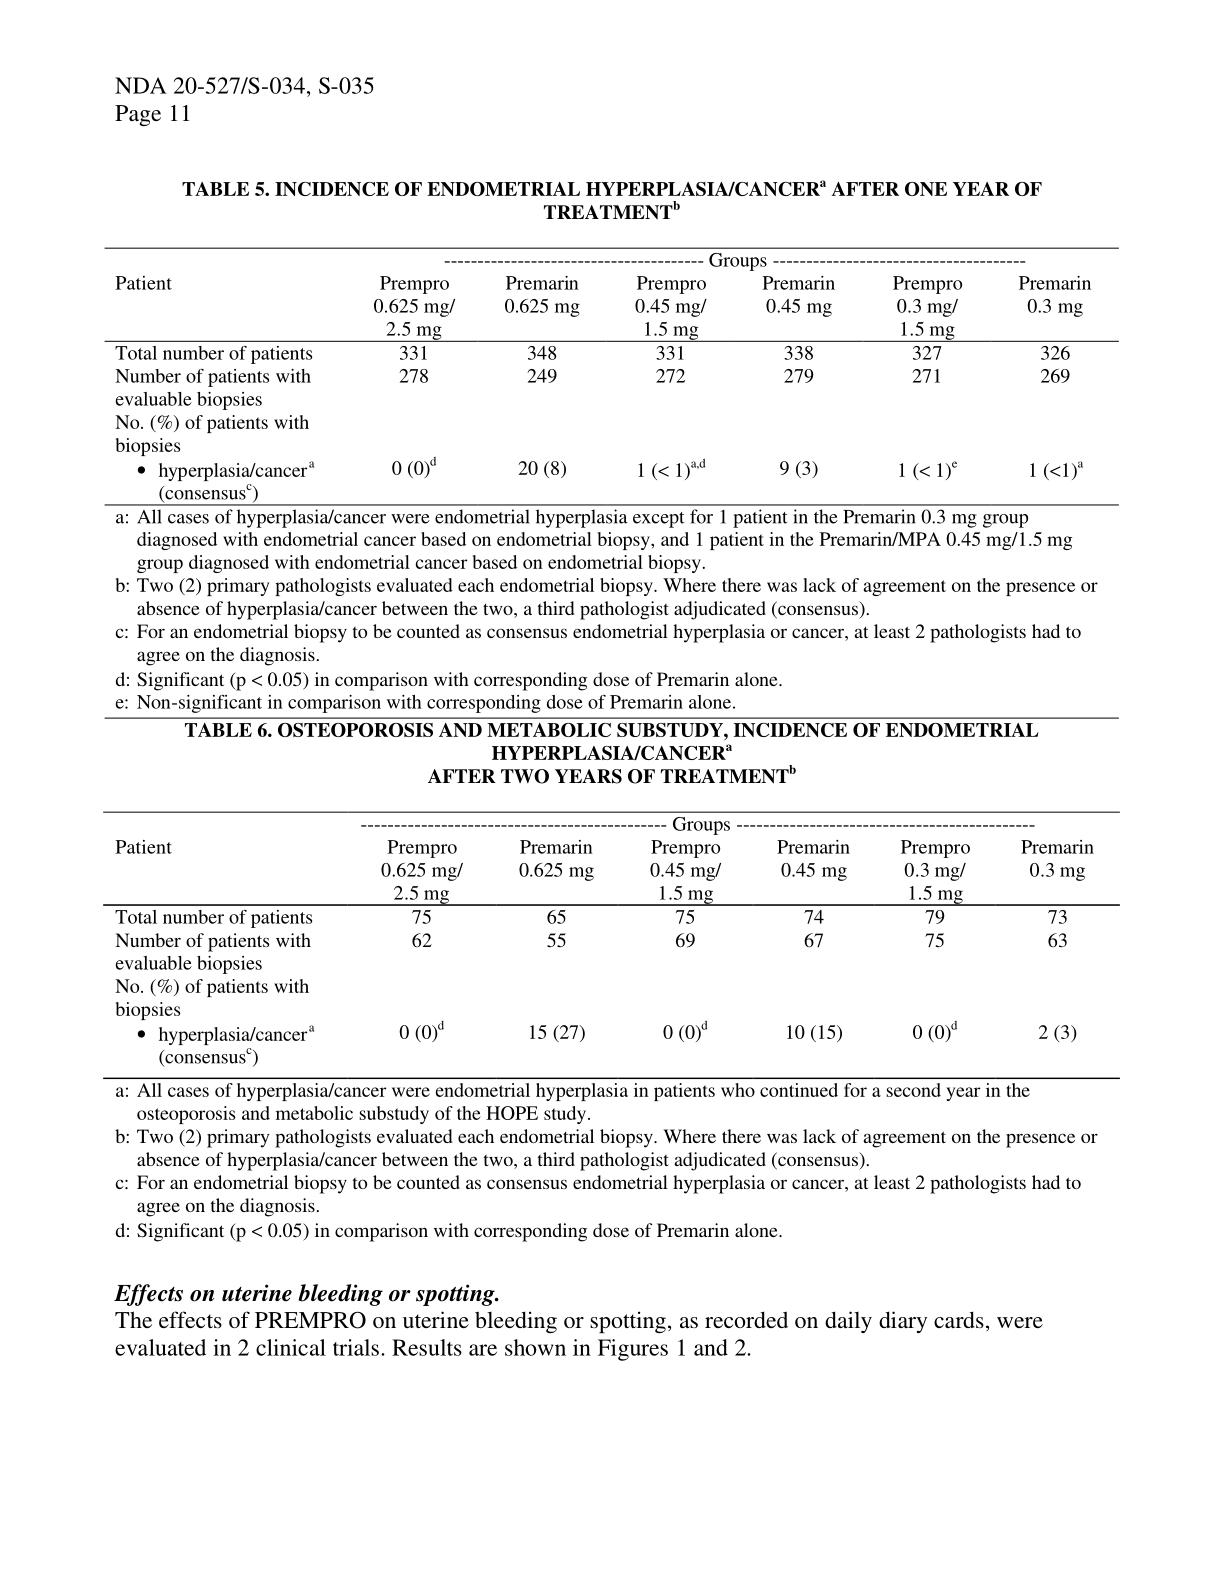 NDA 20-527/S-034, S-035
Page 11
TABLE 5. INCIDENCE OF ENDOMETRIAL HYPERPLASIA/CANCERᵃ AFTER ONE YEAR OF
TREATMENTᵇ
--------------------------------------- Groups --------------------------------------
Patient Prempro Premarin Prempro Premarin Prempro Premarin
0.625 mg/ 0.625 mg 0.45 mg/ 0.45 mg 0.3 mg/ 0.3 mg
2.5 mg 1.5 mg 1.5 mg
Total number of patients 331 348 331 338 327 326
Number of patients with 278 249 272 279 271 269
evaluable biopsies
No. (%) of patients with
biopsies
• hyperplasia/cancerᵃ 0 (0)ᵈ 20 (8) 1 (< 1)ᵃ,ᵈ 9 (3) 1 (< 1)ᵉ 1 (<1)ᵃ
(consensusᶜ)
a: All cases of hyperplasia/cancer were endometrial hyperplasia except for 1 patient in the Premarin 0.3 mg group
diagnosed with endometrial cancer based on endometrial biopsy, and 1 patient in the Premarin/MPA 0.45 mg/1.5 mg
group diagnosed with endometrial cancer based on endometrial biopsy.
b: Two (2) primary pathologists evaluated each endometrial biopsy. Where there was lack of agreement on the presence or
absence of hyperplasia/cancer between the two, a third pathologist adjudicated (consensus).
c: For an endometrial biopsy to be counted as consensus endometrial hyperplasia or cancer, at least 2 pathologists had to
agree on the diagnosis.
d: Significant (p < 0.05) in comparison with corresponding dose of Premarin alone.
e: Non-significant in comparison with corresponding dose of Premarin alone.
TABLE 6. OSTEOPOROSIS AND METABOLIC SUBSTUDY, INCIDENCE OF ENDOMETRIAL
HYPERPLASIA/CANCERᵃ
AFTER TWO YEARS OF TREATMENTᵇ
---------------------------------------------- Groups ---------------------------------------------
Patient Prempro Premarin Prempro Premarin Prempro Premarin
0.625 mg/ 0.625 mg 0.45 mg/ 0.45 mg 0.3 mg/ 0.3 mg
2.5 mg 1.5 mg 1.5 mg
Total number of patients 75 65 75 74 79 73
Number of patients with 62 55 69 67 75 63
evaluable biopsies
No. (%) of patients with
biopsies
• hyperplasia/cancerᵃ 0 (0)ᵈ 15 (27) 0 (0)ᵈ 10 (15) 0 (0)ᵈ 2 (3)
(consensusᶜ)
a: All cases of hyperplasia/cancer were endometrial hyperplasia in patients who continued for a second year in the
osteoporosis and metabolic substudy of the HOPE study.
b: Two (2) primary pathologists evaluated each endometrial biopsy. Where there was lack of agreement on the presence or
absence of hyperplasia/cancer between the two, a third pathologist adjudicated (consensus).
c: For an endometrial biopsy to be counted as consensus endometrial hyperplasia or cancer, at least 2 pathologists had to
agree on the diagnosis.
d: Significant (p < 0.05) in comparison with corresponding dose of Premarin alone.
Effects on uterine bleeding or spotting.
The effects of PREMPRO on uterine bleeding or spotting, as recorded on daily diary cards, were
evaluated in 2 clinical trials. Results are shown in Figures 1 and 2.